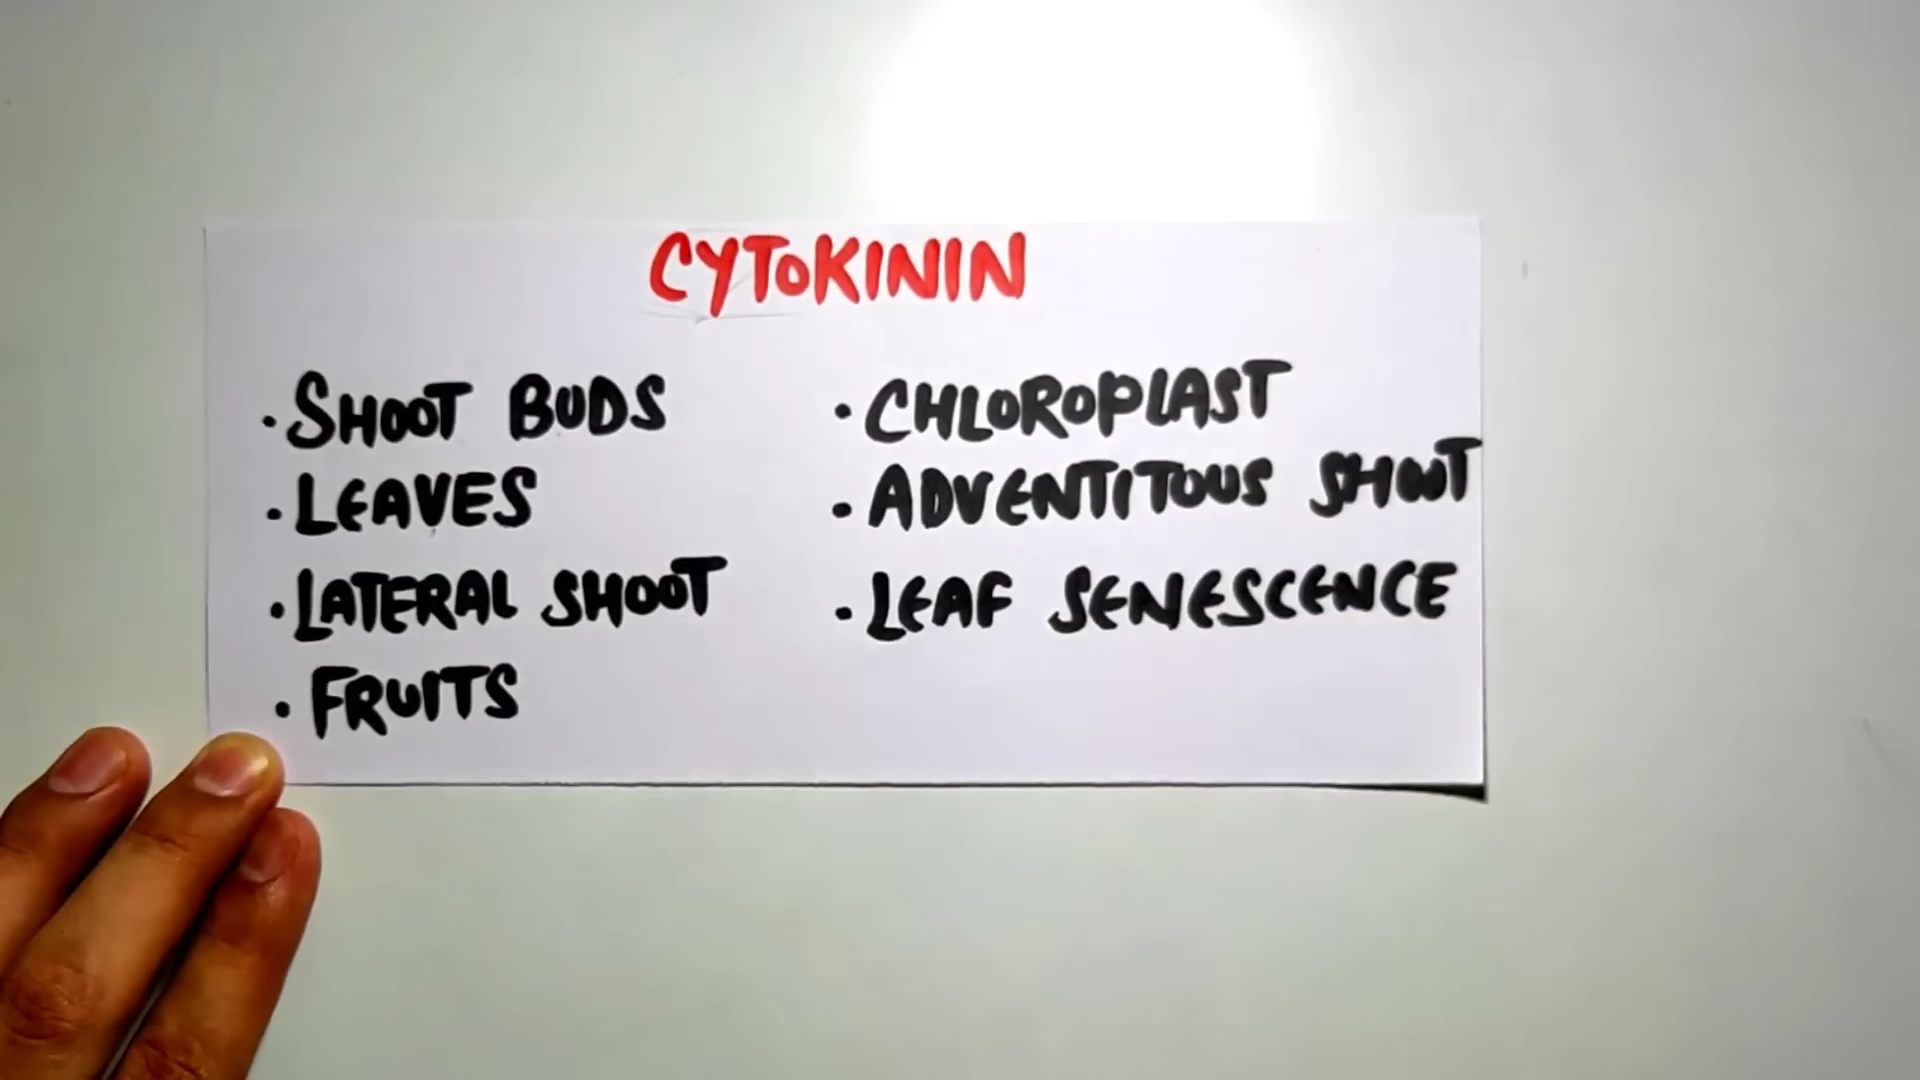 CYTOKININ
• SHOOT BUDS
• LEAVES
• LATERAL SHOOT
• FRUITS
• CHLOROPLAST
• ADVENTITOUS SHOOT
• LEAF SENESCENCE